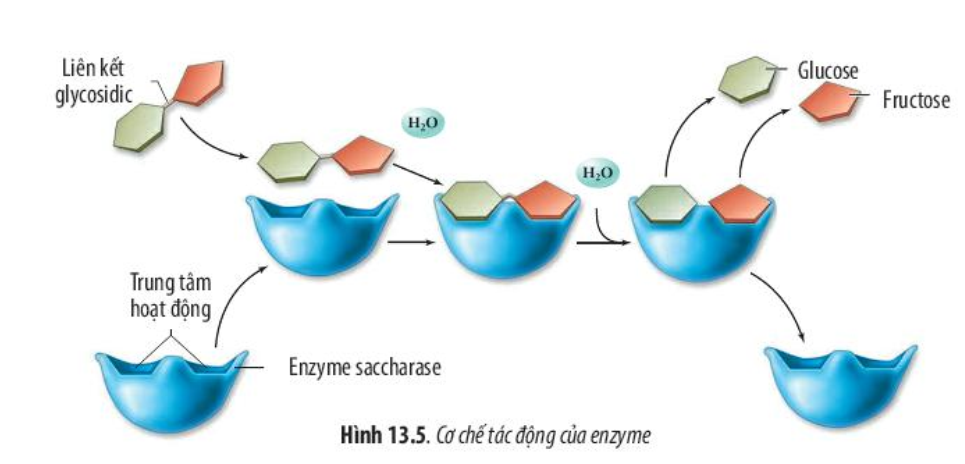 Liên kết
glycosidic
H₂O
H₂O
Glucose
Fructose
Trung tâm
hoạt động
Enzyme saccharase
Hình 13.5. Cơ chế tác động của enzyme